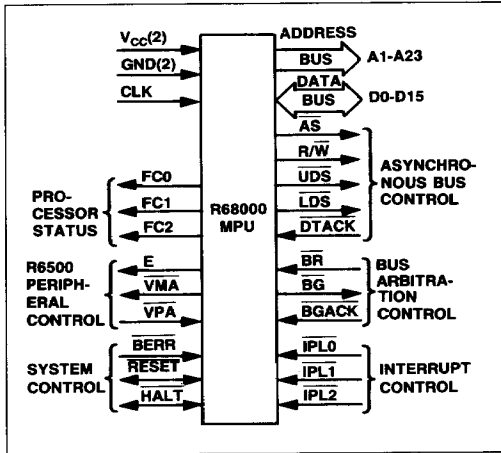 VCC(2)
GND(2)
CLK
FC0
FC1
FC2
PRO-
CESSOR
STATUS
E
VMA
VPA
R6500
PERIPH-
ERAL
CONTROL
BERR
RESET
HALT
SYSTEM
CONTROL
R68000
MPU
ADDRESS
BUS
A1-A23
DATA
BUS
D0-D15
AS
R/W
UDS
LDS
DTACK
ASYNCHRO-
NOUS BUS
CONTROL
BR
BG
BGACK
BUS
ARBITRA-
TION
CONTROL
IPL0
IPL1
IPL2
INTERRUPT
CONTROL